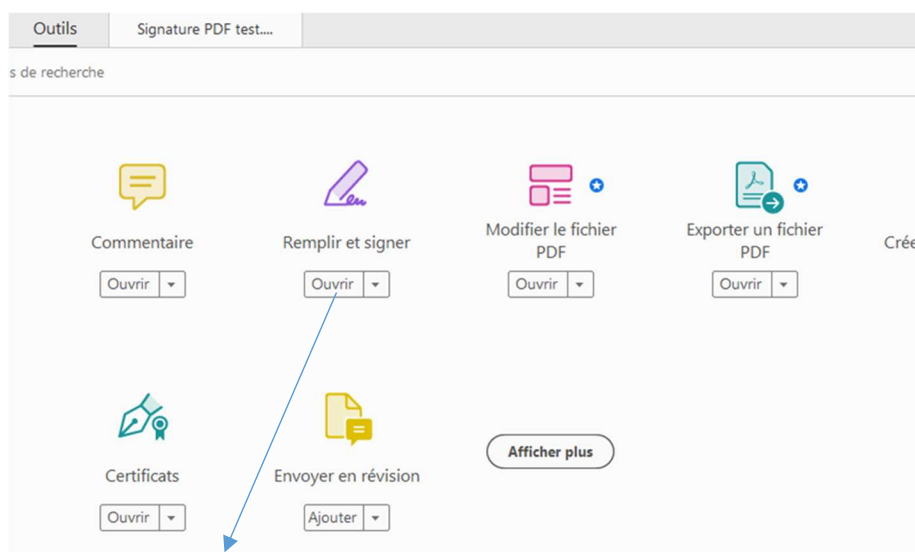 Outils
Signature PDF test....
s de recherche
Commentaire
Remplir et signer
Modifier le fichier
PDF
Exporter un fichier
PDF
Crée
Ouvrir
Ouvrir
Ouvrir
Ouvrir
Certificats
Envoyer en révision
Afficher plus
Ouvrir
Ajouter